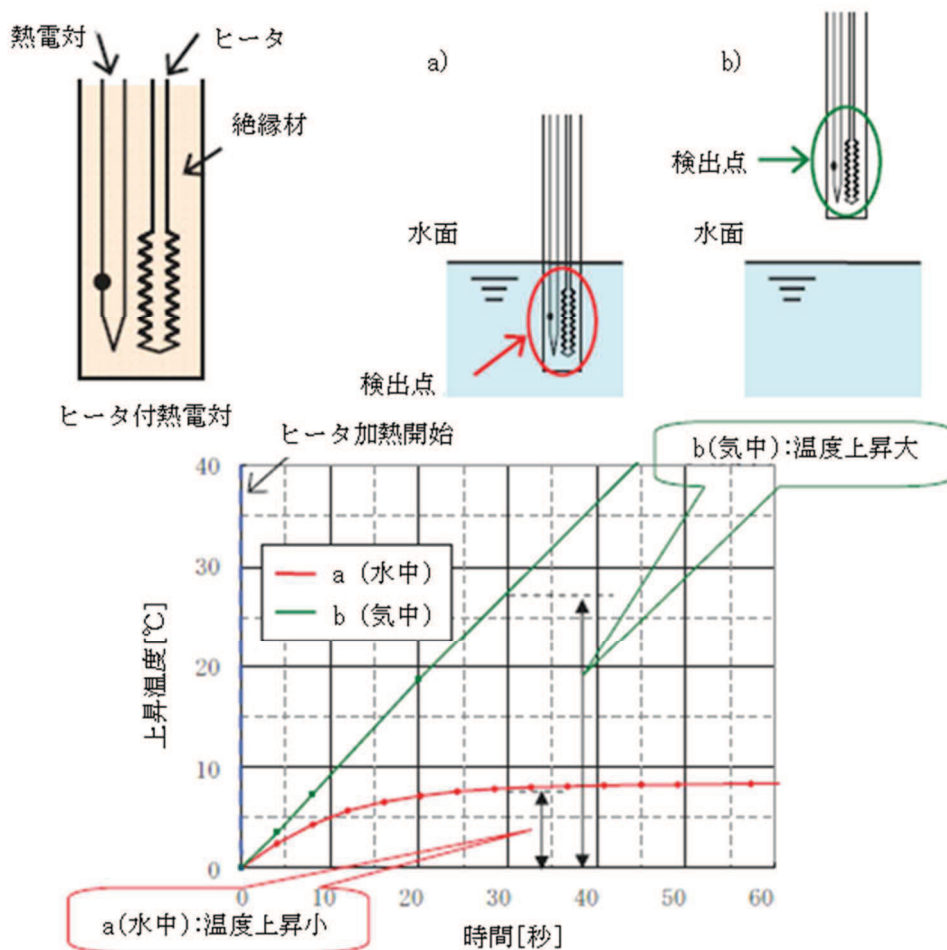 熱電対
ヒータ
絶縁材
ヒータ付熱電対
a)
水面
検出点
b)
検出点
水面
ヒータ加熱開始
b(気中):温度上昇大
a (水中)
b (気中)
上昇温度[℃]
40
30
20
10
0
0
10
20
30
40
50
60
a(水中):温度上昇小
時間[秒]